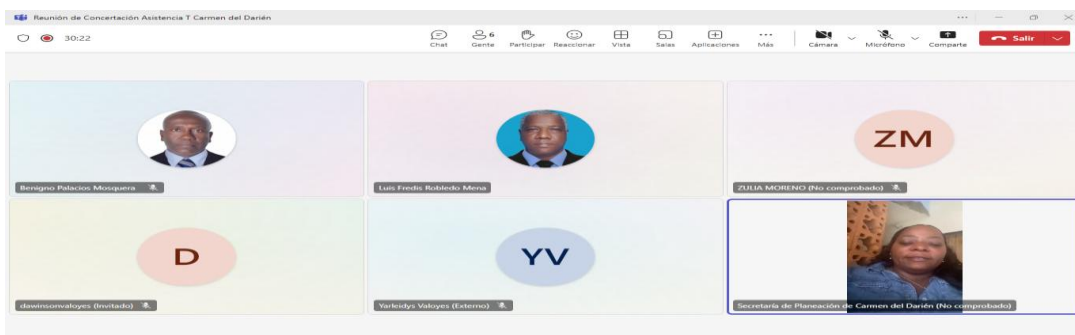 Reunión de Concertación Asistencia T Carmen del Darién
30:22
6
Chat Gente Participar Reaccionar Vista Salas Aplicaciones Más Cámara Micrófono Comparte Salir
ZM
Benigno Palacios Mosquera
Luis Fredis Robledo Mena
ZULIA MORENO (No comprobado)
D
YV
dawinsonvaloyes (Invitado)
Yarleidys Valoyes (Externo)
Secretaría de Planeación de Carmen del Darién (No comprobado)